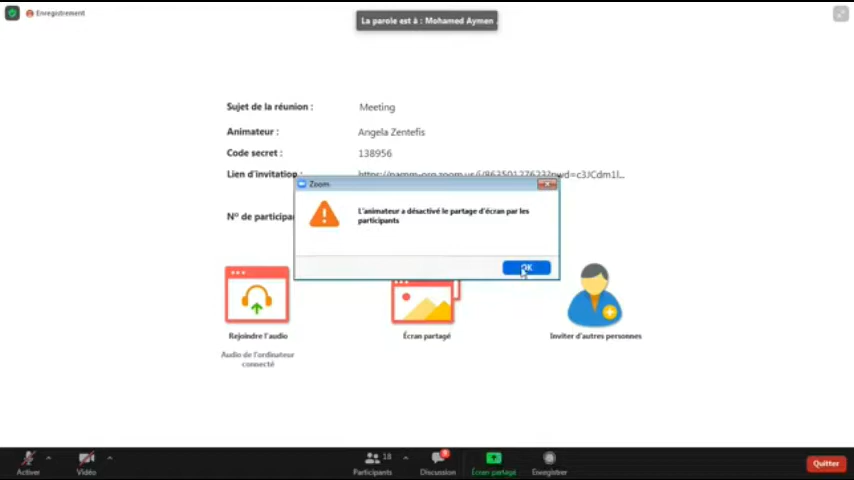 Enregistrement
La parole est à : Mohamed Aymen
Sujet de la réunion : Meeting
Animateur : Angela Zentefis
Code secret : 138956
Lien d'invitation :
Zoom
L'animateur a désactivé le partage d'écran par les
participants
N° de participa
OK
Rejoindre l'audio
Écran partagé
Inviter d'autres personnes
Audio de l'ordinateur
connecté
Activer
Vidéo
Participants
18
Discussion
Écran partagé
Enregistrer
Quitter